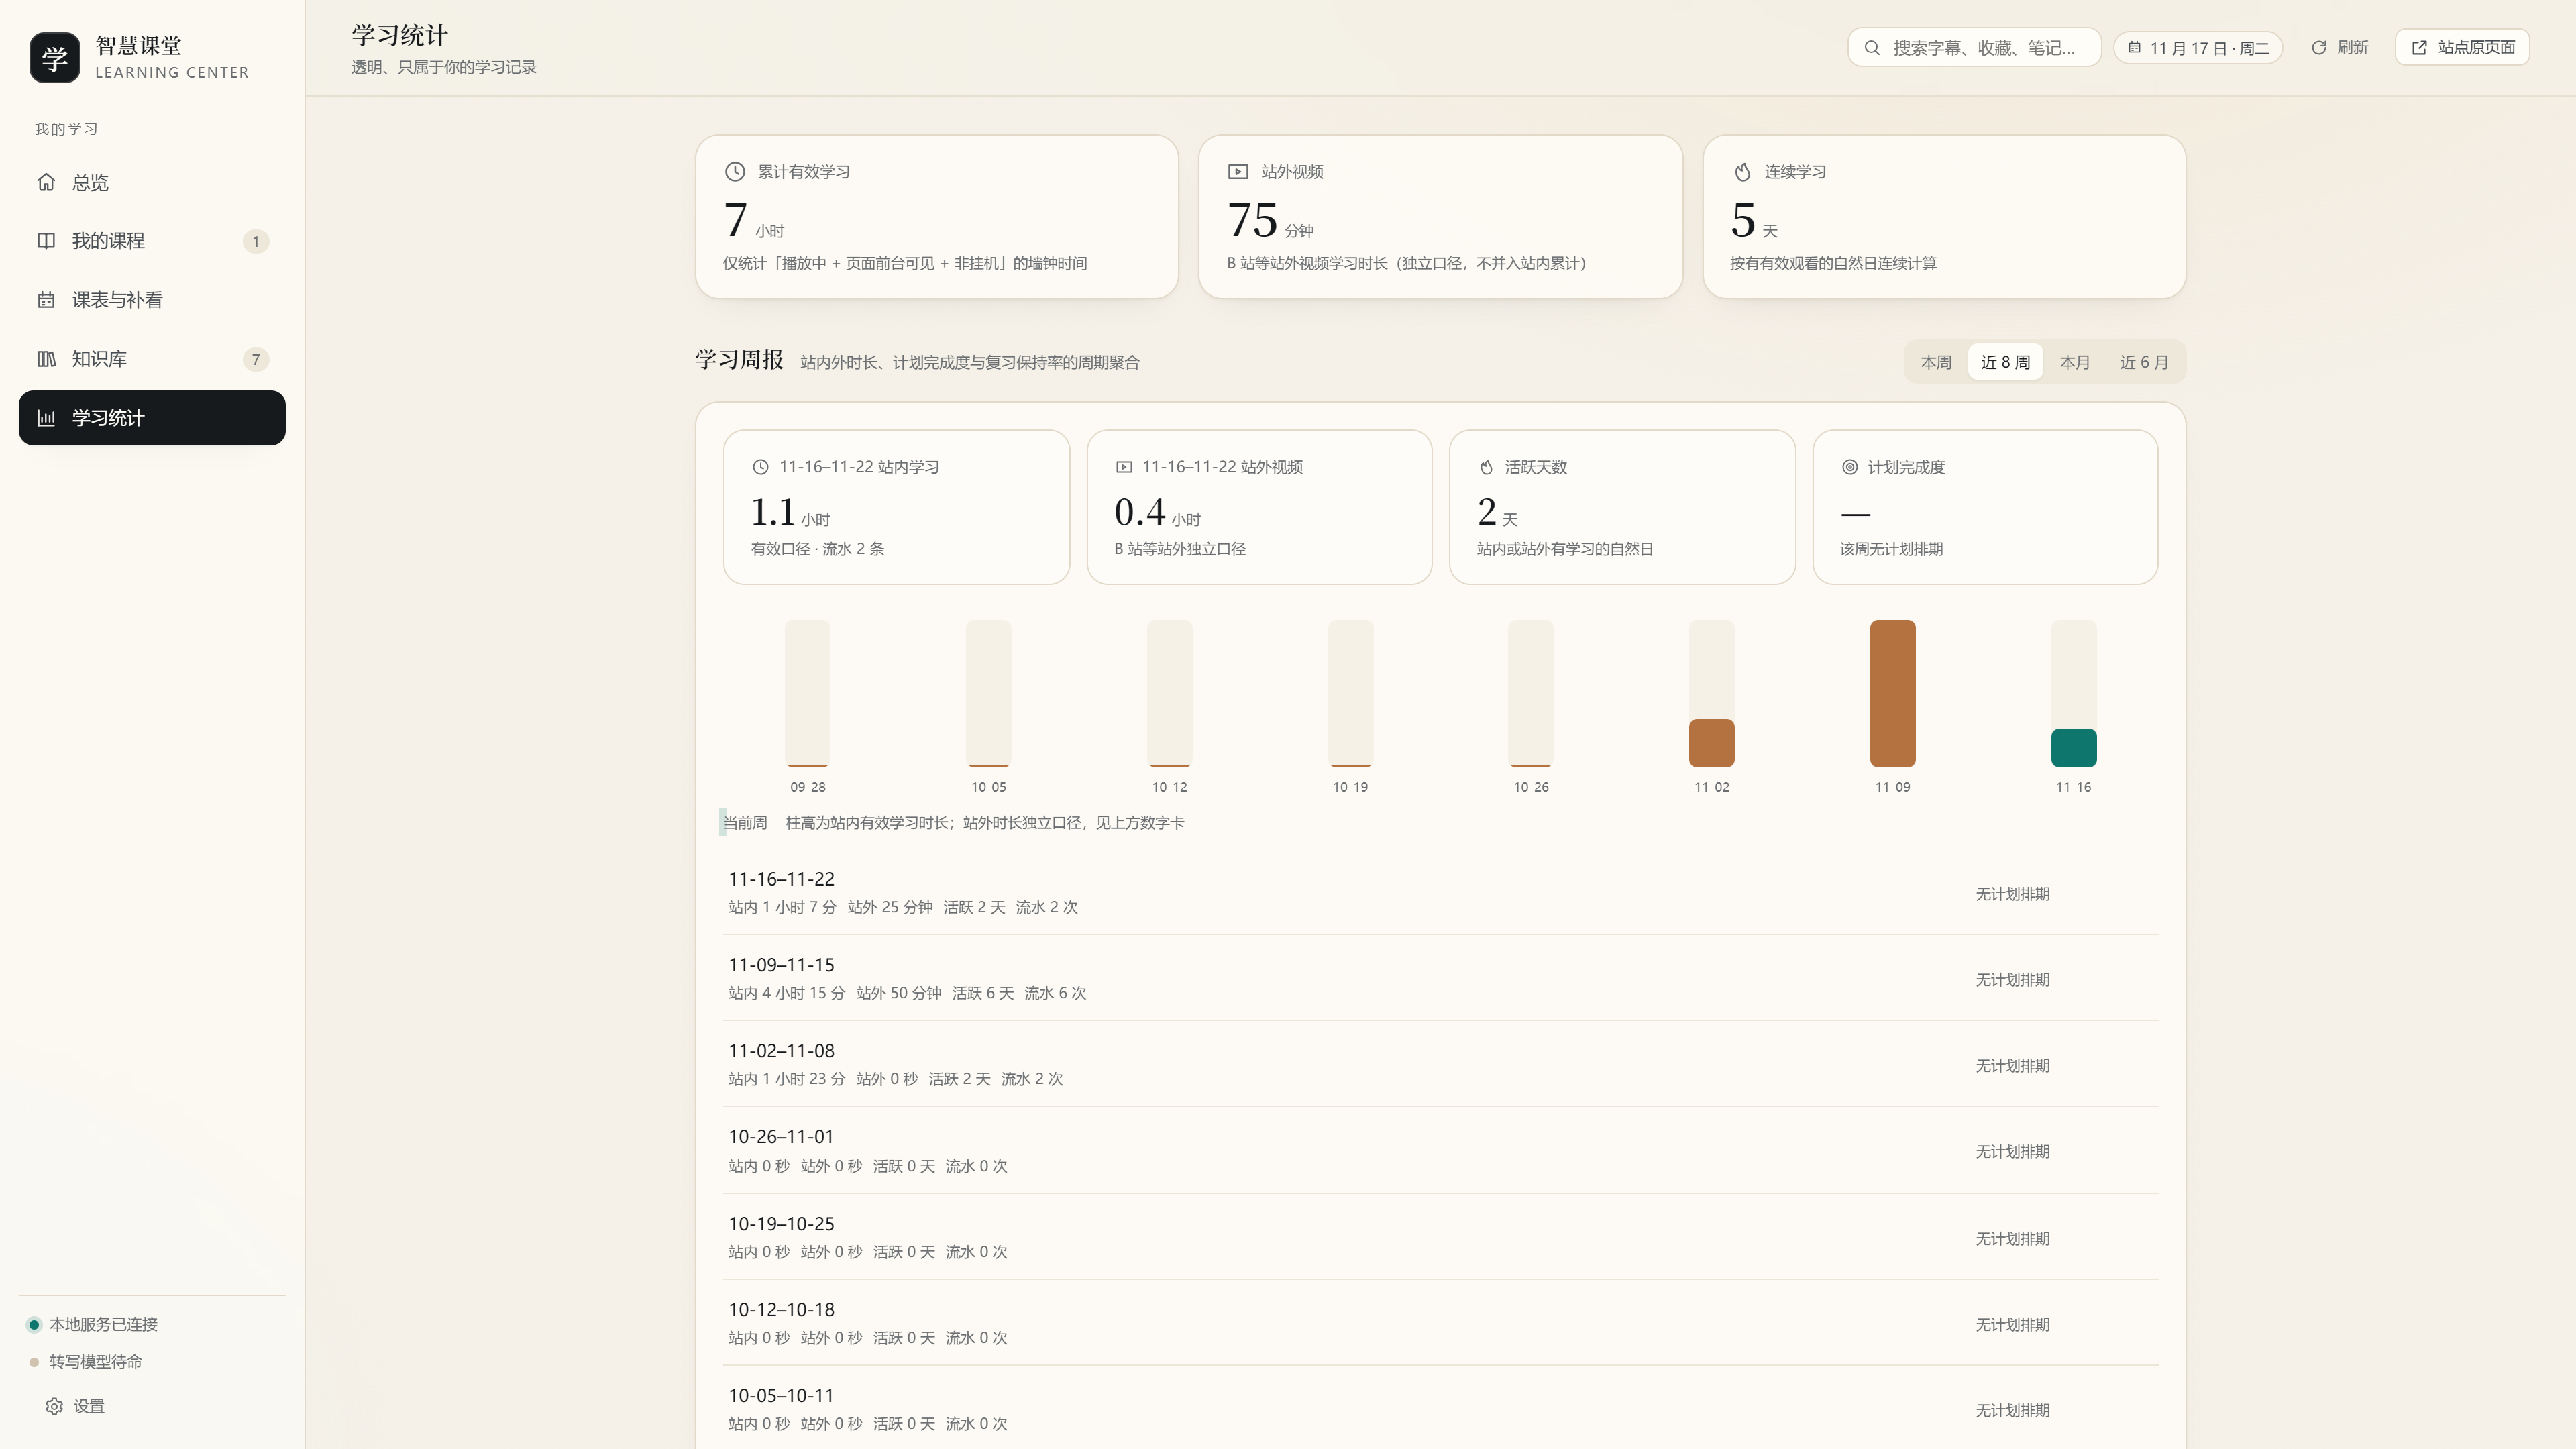 学
智慧课堂
LEARNING CENTER
我的学习
总览
我的课程 1
课表与补看
知识库 7
学习统计
本地服务已连接
转写模型待命
设置
学习统计
透明、只属于你的学习记录
搜索字幕、收藏、笔记...
11 月 17 日 · 周二
刷新
站点原页面
累计有效学习
7 小时
仅统计「播放中 + 页面前台可见 + 非挂机」的墙钟时间
站外视频
75 分钟
B 站等站外视频学习时长（独立口径，不并入站内累计）
连续学习
5 天
按有有效观看的自然日连续计算
学习周报 站内外时长、计划完成度与复习保持率的周期聚合
本周 近 8 周 本月 近 6 月
11-16–11-22 站内学习
1.1 小时
有效口径 · 流水 2 条
11-16–11-22 站外视频
0.4 小时
B 站等站外独立口径
活跃天数
2 天
站内或站外有学习的自然日
计划完成度
—
该周无计划排期
09-28 10-05 10-12 10-19 10-26 11-02 11-09 11-16
当前周 柱高为站内有效学习时长；站外时长独立口径，见上方数字卡
11-16–11-22
站内 1 小时 7 分 站外 25 分钟 活跃 2 天 流水 2 次
无计划排期
11-09–11-15
站内 4 小时 15 分 站外 50 分钟 活跃 6 天 流水 6 次
无计划排期
11-02–11-08
站内 1 小时 23 分 站外 0 秒 活跃 2 天 流水 2 次
无计划排期
10-26–11-01
站内 0 秒 站外 0 秒 活跃 0 天 流水 0 次
无计划排期
10-19–10-25
站内 0 秒 站外 0 秒 活跃 0 天 流水 0 次
无计划排期
10-12–10-18
站内 0 秒 站外 0 秒 活跃 0 天 流水 0 次
无计划排期
10-05–10-11
站内 0 秒 站外 0 秒 活跃 0 天 流水 0 次
无计划排期